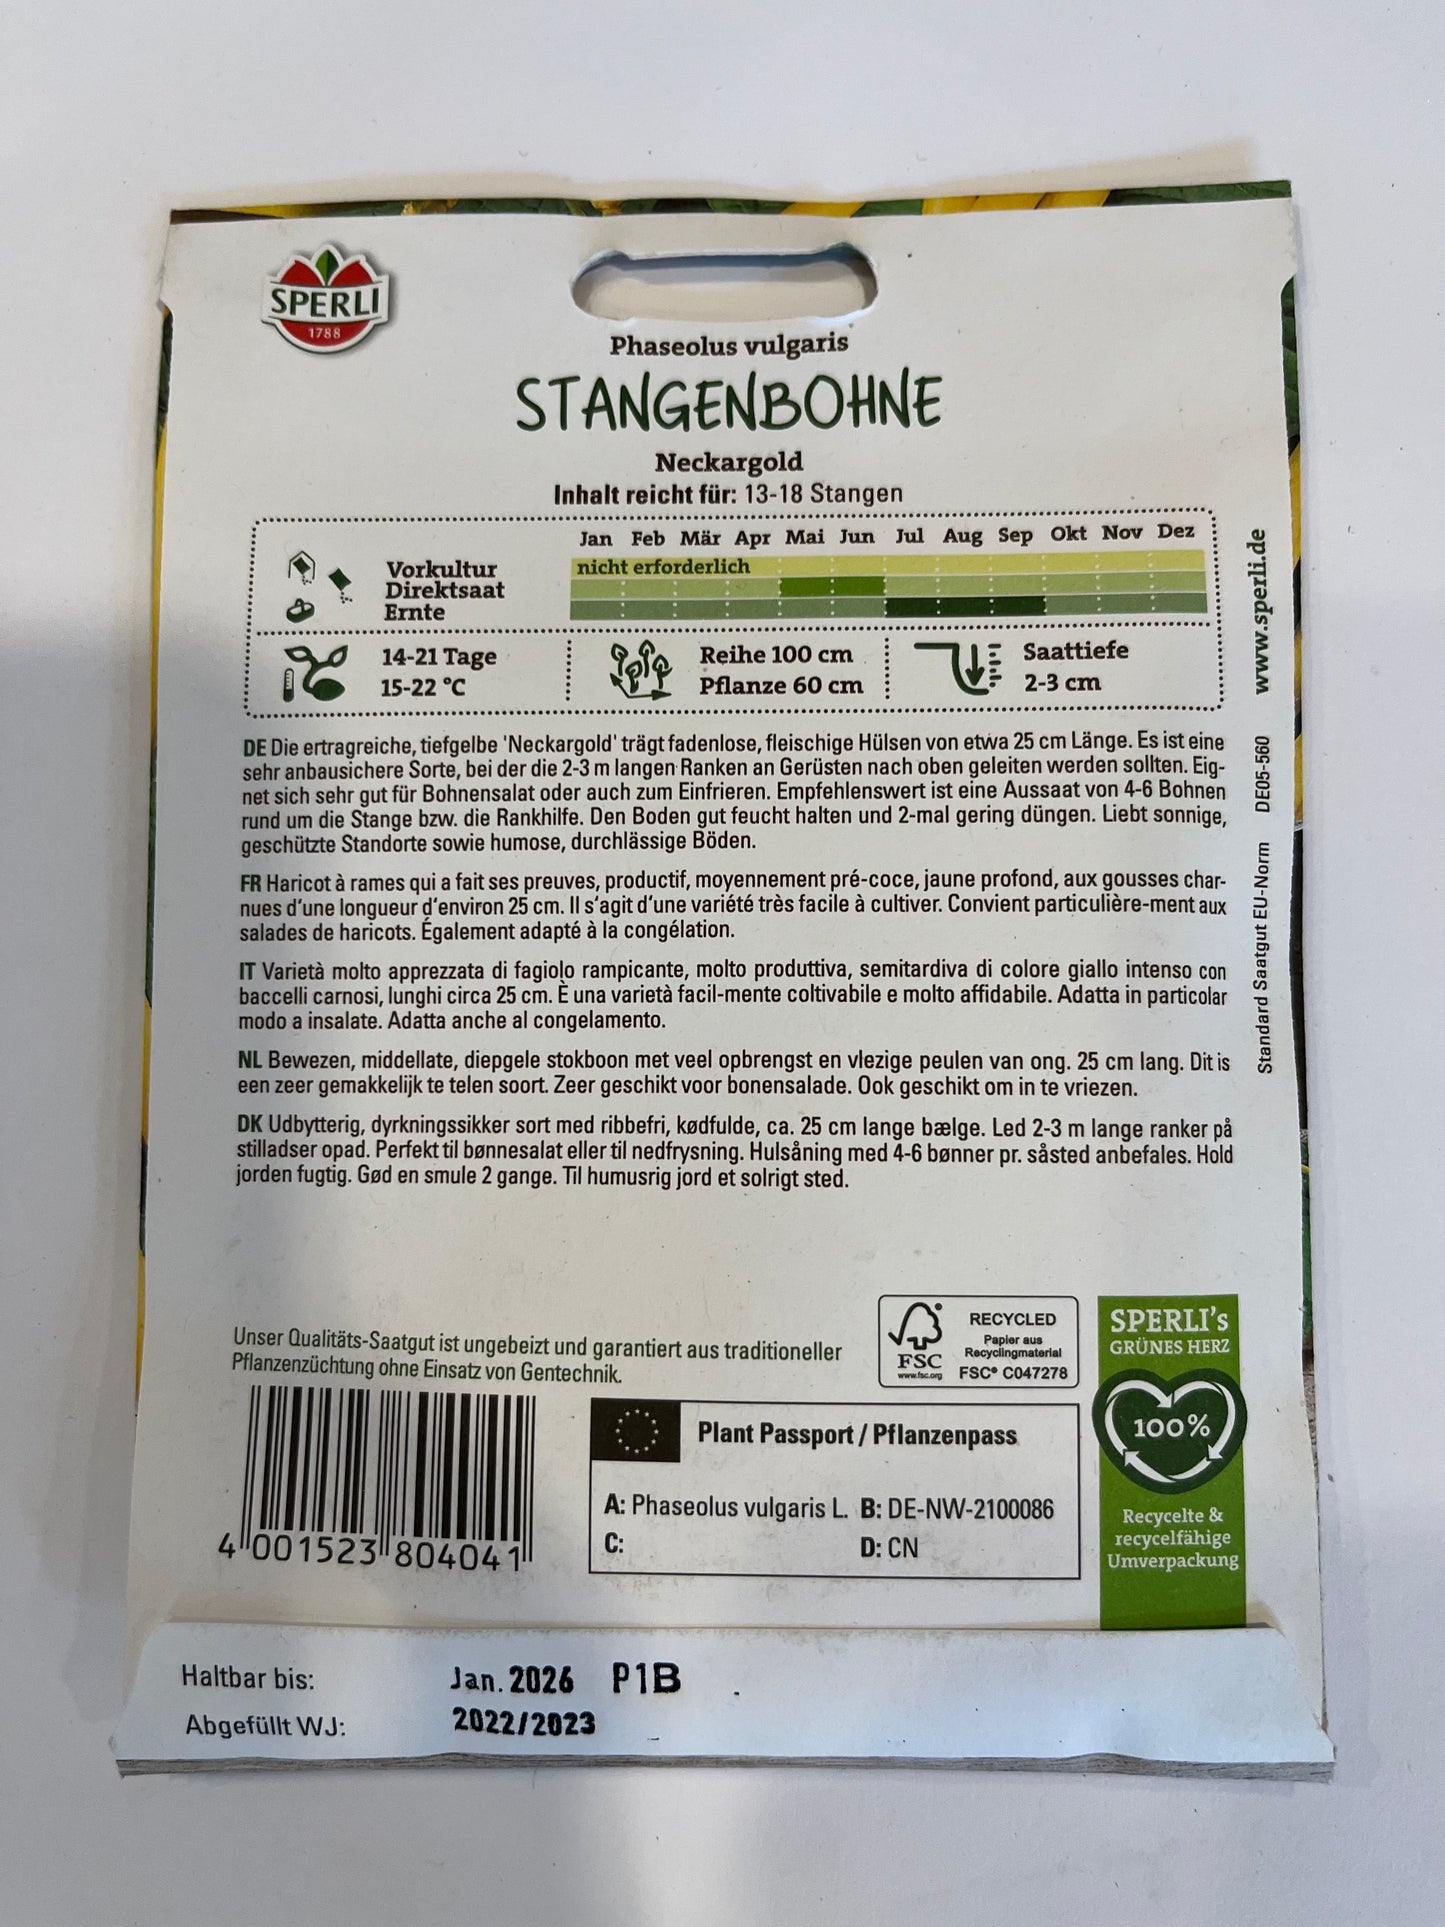 SPERLI
1788
Phaseolus vulgaris
STANGENBOHNE
Neckargold
Inhalt reicht für: 13-18 Stangen
Jan Feb Mär Apr Mai Jun Jul Aug Sep Okt Nov Dez
Vorkultur nicht erforderlich
Direktsaat
Ernte
14-21 Tage
15-22 °C
Reihe 100 cm
Pflanze 60 cm
Saattiefe
2-3 cm
DE Die ertragreiche, tiefgelbe 'Neckargold' trägt fadenlose, fleischige Hülsen von etwa 25 cm Länge. Es ist eine
sehr anbausichere Sorte, bei der die 2-3 m langen Ranken an Gerüsten nach oben geleiten werden sollten. Eig-
net sich sehr gut für Bohnensalat oder auch zum Einfrieren. Empfehlenswert ist eine Aussaat von 4-6 Bohnen
rund um die Stange bzw. die Rankhilfe. Den Boden gut feucht halten und 2-mal gering düngen. Liebt sonnige,
geschützte Standorte sowie humose, durchlässige Böden.
FR Haricot à rames qui a fait ses preuves, productif, moyennement pré-coce, jaune profond, aux gousses char-
nues d'une longueur d'environ 25 cm. Il s'agit d'une variété très facile à cultiver. Convient particulière-ment aux
salades de haricots. Également adapté à la congélation.
IT Varietà molto apprezzata di fagiolo rampicante, molto produttiva, semitardiva di colore giallo intenso con
baccelli carnosi, lunghi circa 25 cm. È una varietà facil-mente coltivabile e molto affidabile. Adatta in particolar
modo a insalate. Adatta anche al congelamento.
NL Bewezen, middellate, diepgele stokboon met veel opbrengst en vlezige peulen van ong. 25 cm lang. Dit is
een zeer gemakkelijk te telen soort. Zeer geschikt voor bonensalade. Ook geschikt om in te vriezen.
DK Udbytterig, dyrkningssikker sort med ribbefri, kødfulde, ca. 25 cm lange bælge. Led 2-3 m lange ranker på
stilladser opad. Perfekt til bønnesalat eller til nedfrysning. Hulsåning med 4-6 bønner pr. såsted anbefales. Hold
jorden fugtig. Gød en smule 2 gange. Til humusrig jord et solrigt sted.
www.sperli.de
DE05-560
Standard Saatgut EU-Norm
Unser Qualitäts-Saatgut ist ungebeizt und garantiert aus traditioneller
Pflanzenzüchtung ohne Einsatz von Gentechnik.
FSC
www.fsc.org
RECYCLED
Papier aus
Recyclingmaterial
FSC® C047278
SPERLI's
GRÜNES HERZ
100%
Recycelte &
recycelfähige
Umverpackung
4 001523 804041
Plant Passport / Pflanzenpass
A: Phaseolus vulgaris L. B: DE-NW-2100086
C: D: CN
Haltbar bis: Jan. 2026 P1B
Abgefüllt WJ: 2022/2023